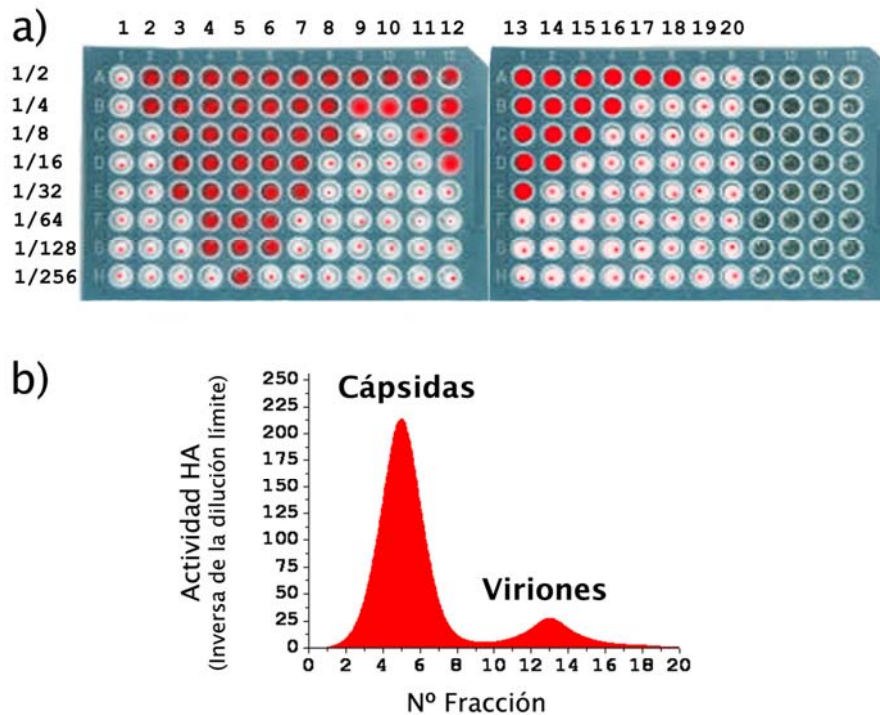 a)
1 2 3 4 5 6 7 8 9 10 11 12 13 14 15 16 17 18 19 20
1/2
1/4
1/8
1/16
1/32
1/64
1/128
1/256
b)
Cápsidas
Viriones
Actividad HA
(Inversa de la dilución límite)
250
225
200
175
150
125
100
75
50
25
0
0 2 4 6 8 10 12 14 16 18 20
Nº Fracción